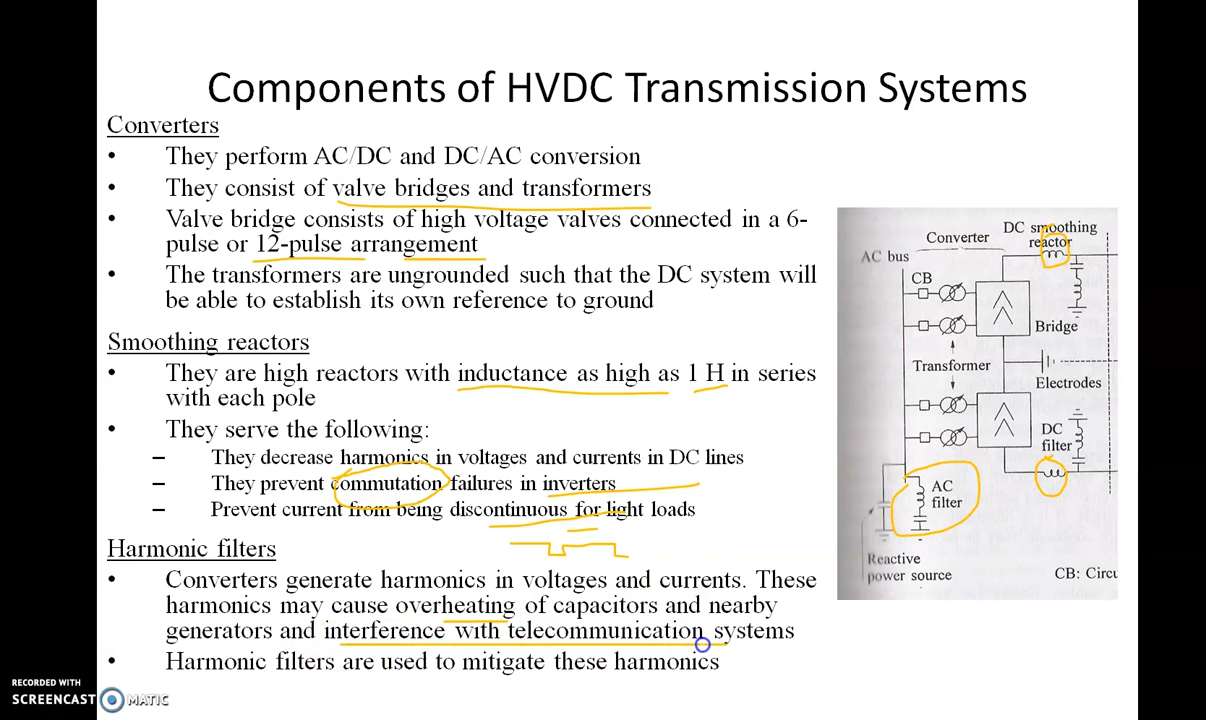 Components of HVDC Transmission Systems
Converters
• They perform AC/DC and DC/AC conversion
• They consist of valve bridges and transformers
• Valve bridge consists of high voltage valves connected in a 6-
pulse or 12-pulse arrangement
• The transformers are ungrounded such that the DC system will
be able to establish its own reference to ground
Smoothing reactors
• They are high reactors with inductance as high as 1 H in series
with each pole
• They serve the following:
– They decrease harmonics in voltages and currents in DC lines
– They prevent commutation failures in inverters
– Prevent current from being discontinuous for light loads
Harmonic filters
• Converters generate harmonics in voltages and currents. These
harmonics may cause overheating of capacitors and nearby
generators and interference with telecommunication systems
• Harmonic filters are used to mitigate these harmonics
DC smoothing
reactor
Converter
AC bus
CB
Bridge
Transformer
Electrodes
DC
filter
AC
filter
Reactive
power source
CB: Circu
RECORDED WITH
SCREENCAST MATIC